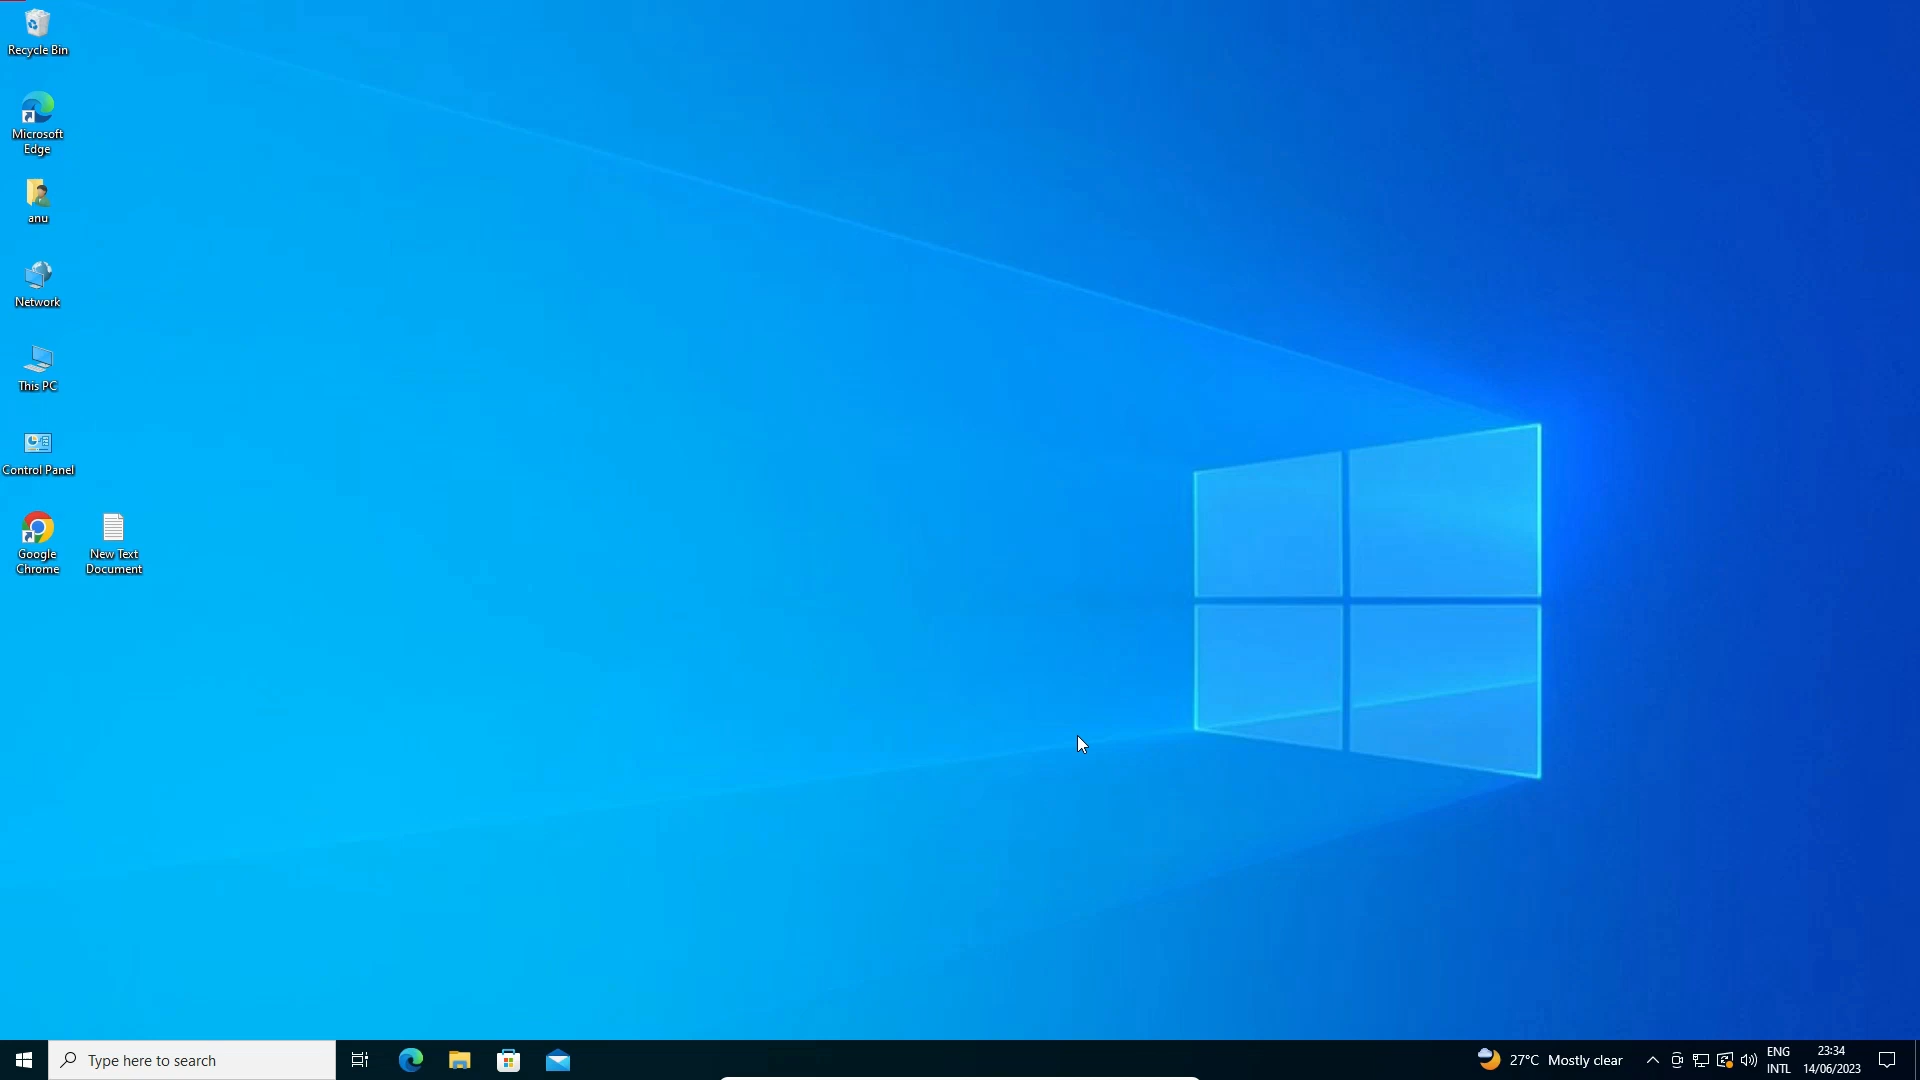 Recycle Bin
Microsoft
Edge
anu
Network
This PC
Control Panel
Google
Chrome
New Text
Document
Type here to search
27°C Mostly clear
ENG
INTL
23:34
14/06/2023